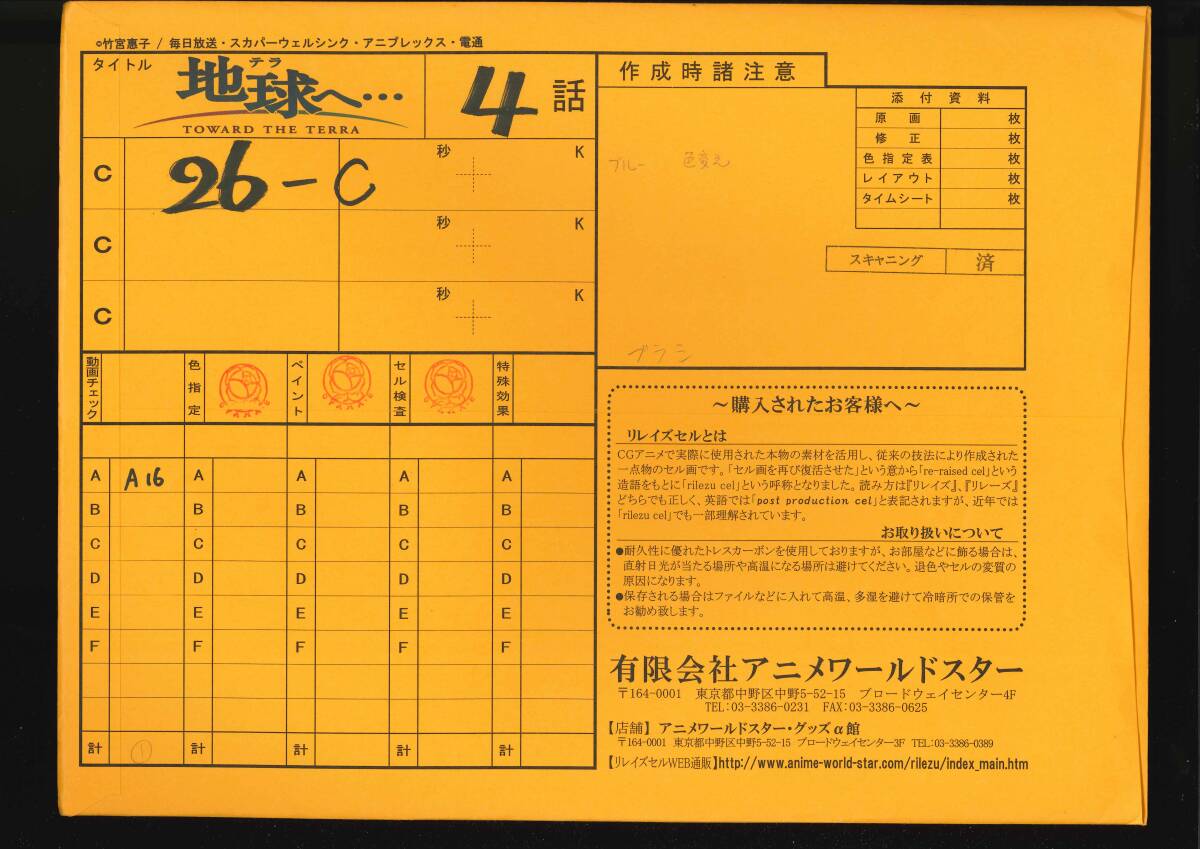 ©竹宮惠子 / 毎日放送・スカパーウェルシンク・アニプレックス・電通
タイトル
テラ
地球へ…
TOWARD THE TERRA
4 話
C 26-C 秒 K
C 秒 K
C 秒 K
作成時諸注意
添付資料
原画 枚
修正 枚
色指定表 枚
レイアウト 枚
タイムシート 枚
ブルー 色変え
スキャニング 済
ブラシ
動画チェック 色指定 ペイント セル検査 特殊効果
A A16 A A A A
B B B B B
C C C C C
D D D D D
E E E E E
F F F F F
計 ① 計 計 計 計
～購入されたお客様へ～
リレイズセルとは
CGアニメで実際に使用された本物の素材を活用し、従来の技法により作成された
一点物のセル画です。「セル画を再び復活させた」という意から「re-raised cel」という
造語をもとに「rilezu cel」という呼称となりました。読み方は『リレイズ』、『リレーズ』
どちらでも正しく、英語では「post production cel」と表記されますが、近年では
「rilezu cel」でも一部理解されています。
お取り扱いについて
●耐久性に優れたトレスカーボンを使用しておりますが、お部屋などに飾る場合は、
直射日光が当たる場所や高温になる場所は避けてください。退色やセルの変質の
原因になります。
●保存される場合はファイルなどに入れて高温、多湿を避けて冷暗所での保管を
お勧め致します。
有限会社アニメワールドスター
〒164-0001 東京都中野区中野5-52-15 ブロードウェイセンター4F
TEL:03-3386-0231 FAX:03-3386-0625
【店舗】 アニメワールドスター・グッズα館
〒164-0001 東京都中野区中野5-52-15 ブロードウェイセンター3F TEL:03-3386-0389
【リレイズセルWEB通販】http://www.anime-world-star.com/rilezu/index_main.htm